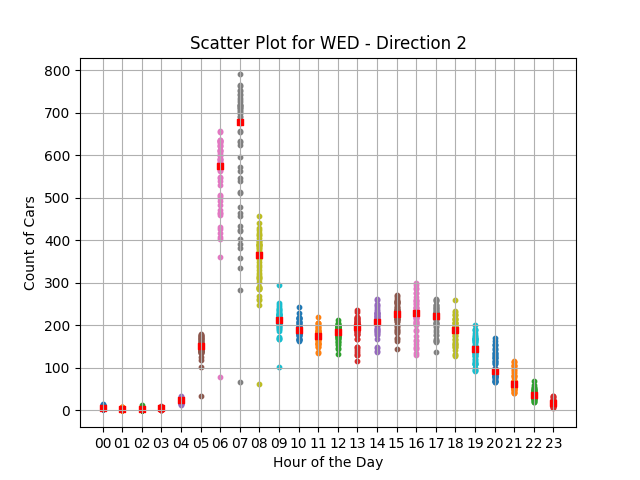 Scatter Plot for WED - Direction 2
800
700
600
500
400
300
200
100
0
Count of Cars
00 01 02 03 04 05 06 07 08 09 10 11 12 13 14 15 16 17 18 19 20 21 22 23
Hour of the Day